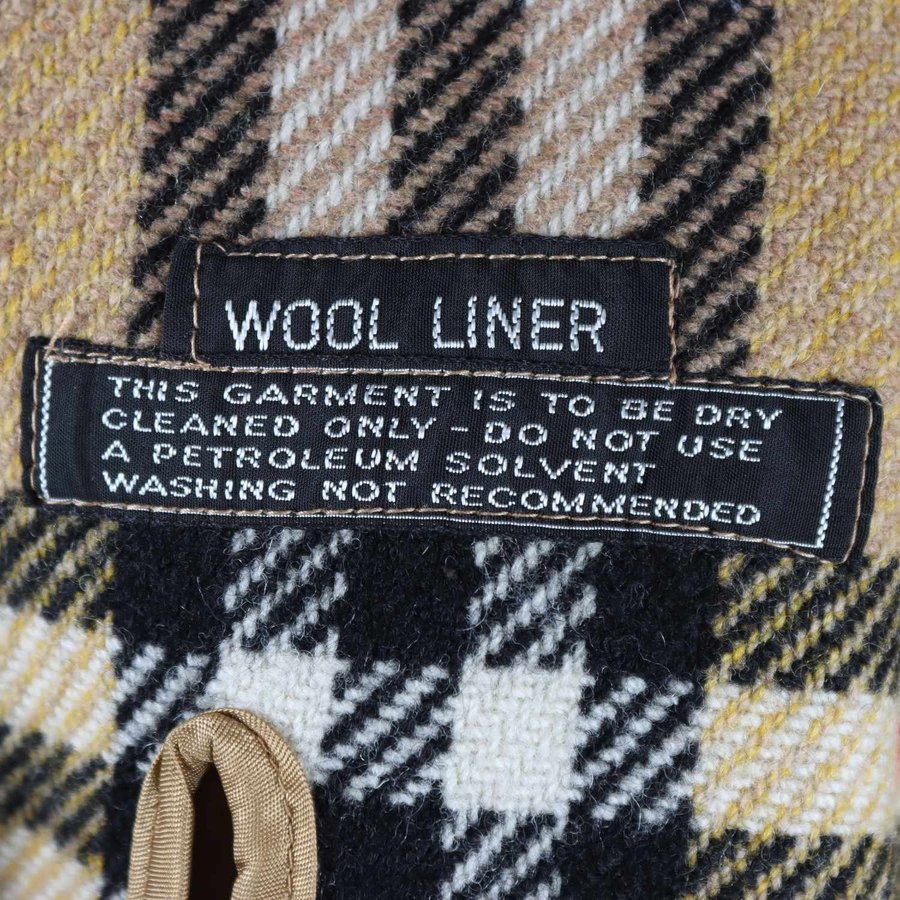 WOOL LINER
THIS GARMENT IS TO BE DRY
CLEANED ONLY - DO NOT USE
A PETROLEUM SOLVENT
WASHING NOT RECOMMENDED